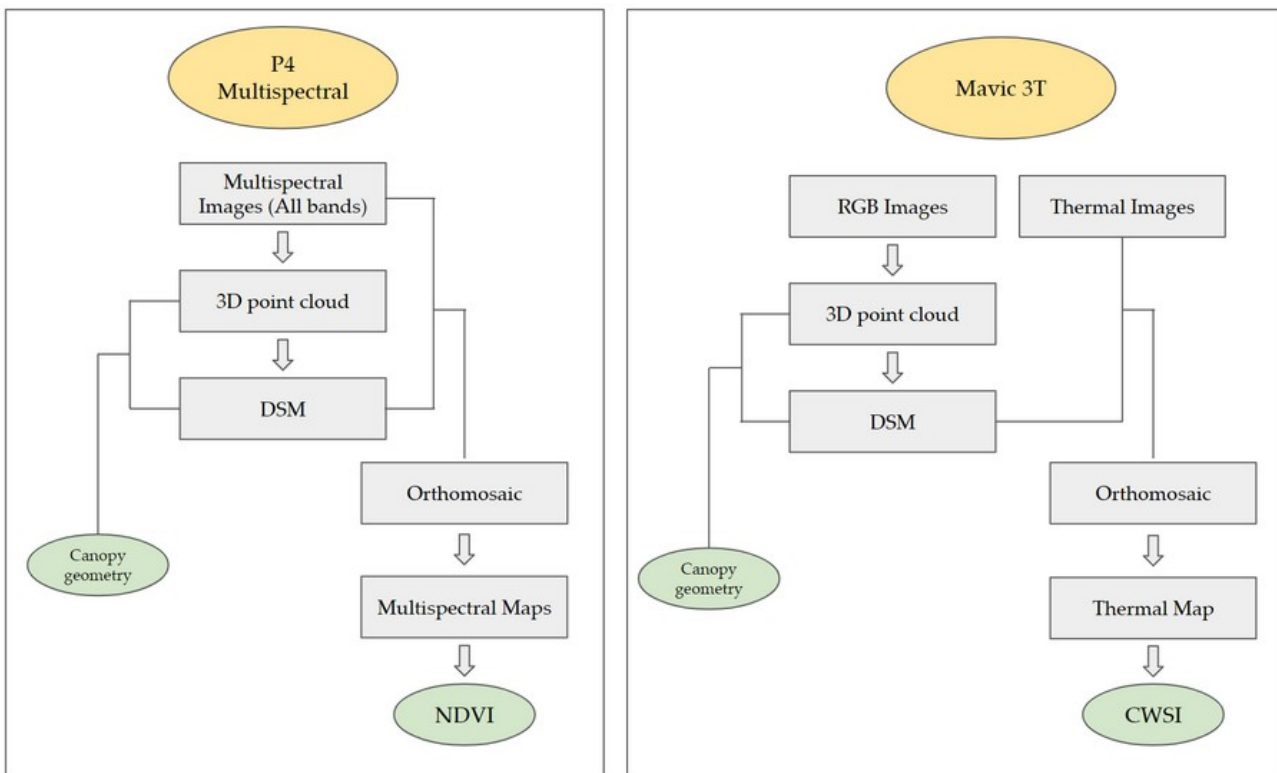 P4
Multispectral
Multispectral
Images (All bands)
3D point cloud
DSM
Orthomosaic
Canopy
geometry
Multispectral Maps
NDVI
Mavic 3T
RGB Images
Thermal Images
3D point cloud
DSM
Orthomosaic
Canopy
geometry
Thermal Map
CWSI